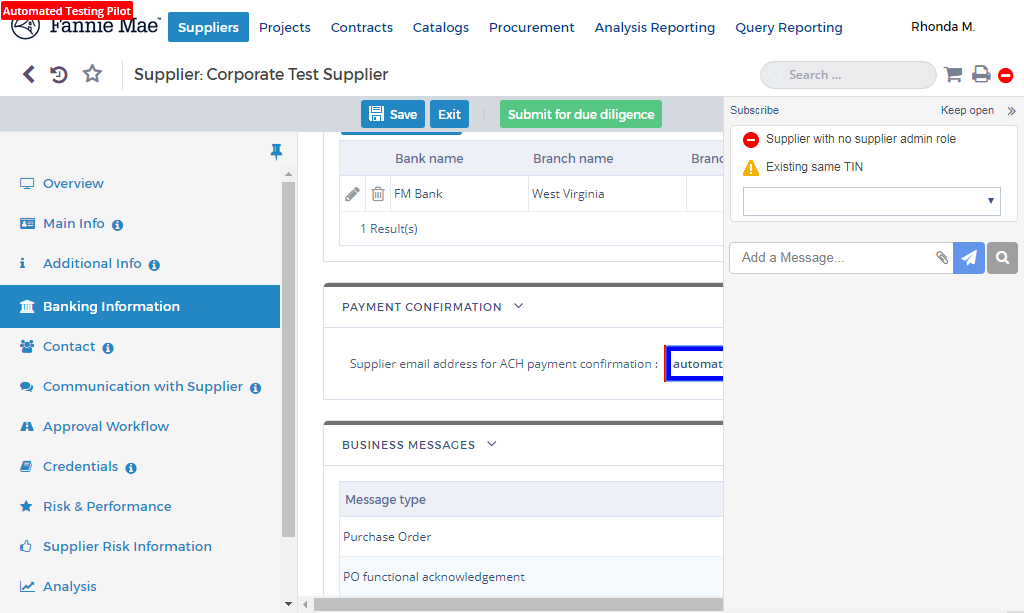 Automated Testing Pilot
Fannie Mae™
Suppliers
Projects
Contracts
Catalogs
Procurement
Analysis Reporting
Query Reporting
Rhonda M.
Supplier: Corporate Test Supplier
Search ...
Save
Exit
Submit for due diligence
Subscribe
Keep open
Overview
Main Info
Additional Info
Banking Information
Contact
Communication with Supplier
Approval Workflow
Credentials
Risk & Performance
Supplier Risk Information
Analysis
Bank name
Branch name
Branc
FM Bank
West Virginia
1 Result(s)
PAYMENT CONFIRMATION
Supplier email address for ACH payment confirmation :
automat
BUSINESS MESSAGES
Message type
Purchase Order
PO functional acknowledgement
Supplier with no supplier admin role
Existing same TIN
Add a Message...